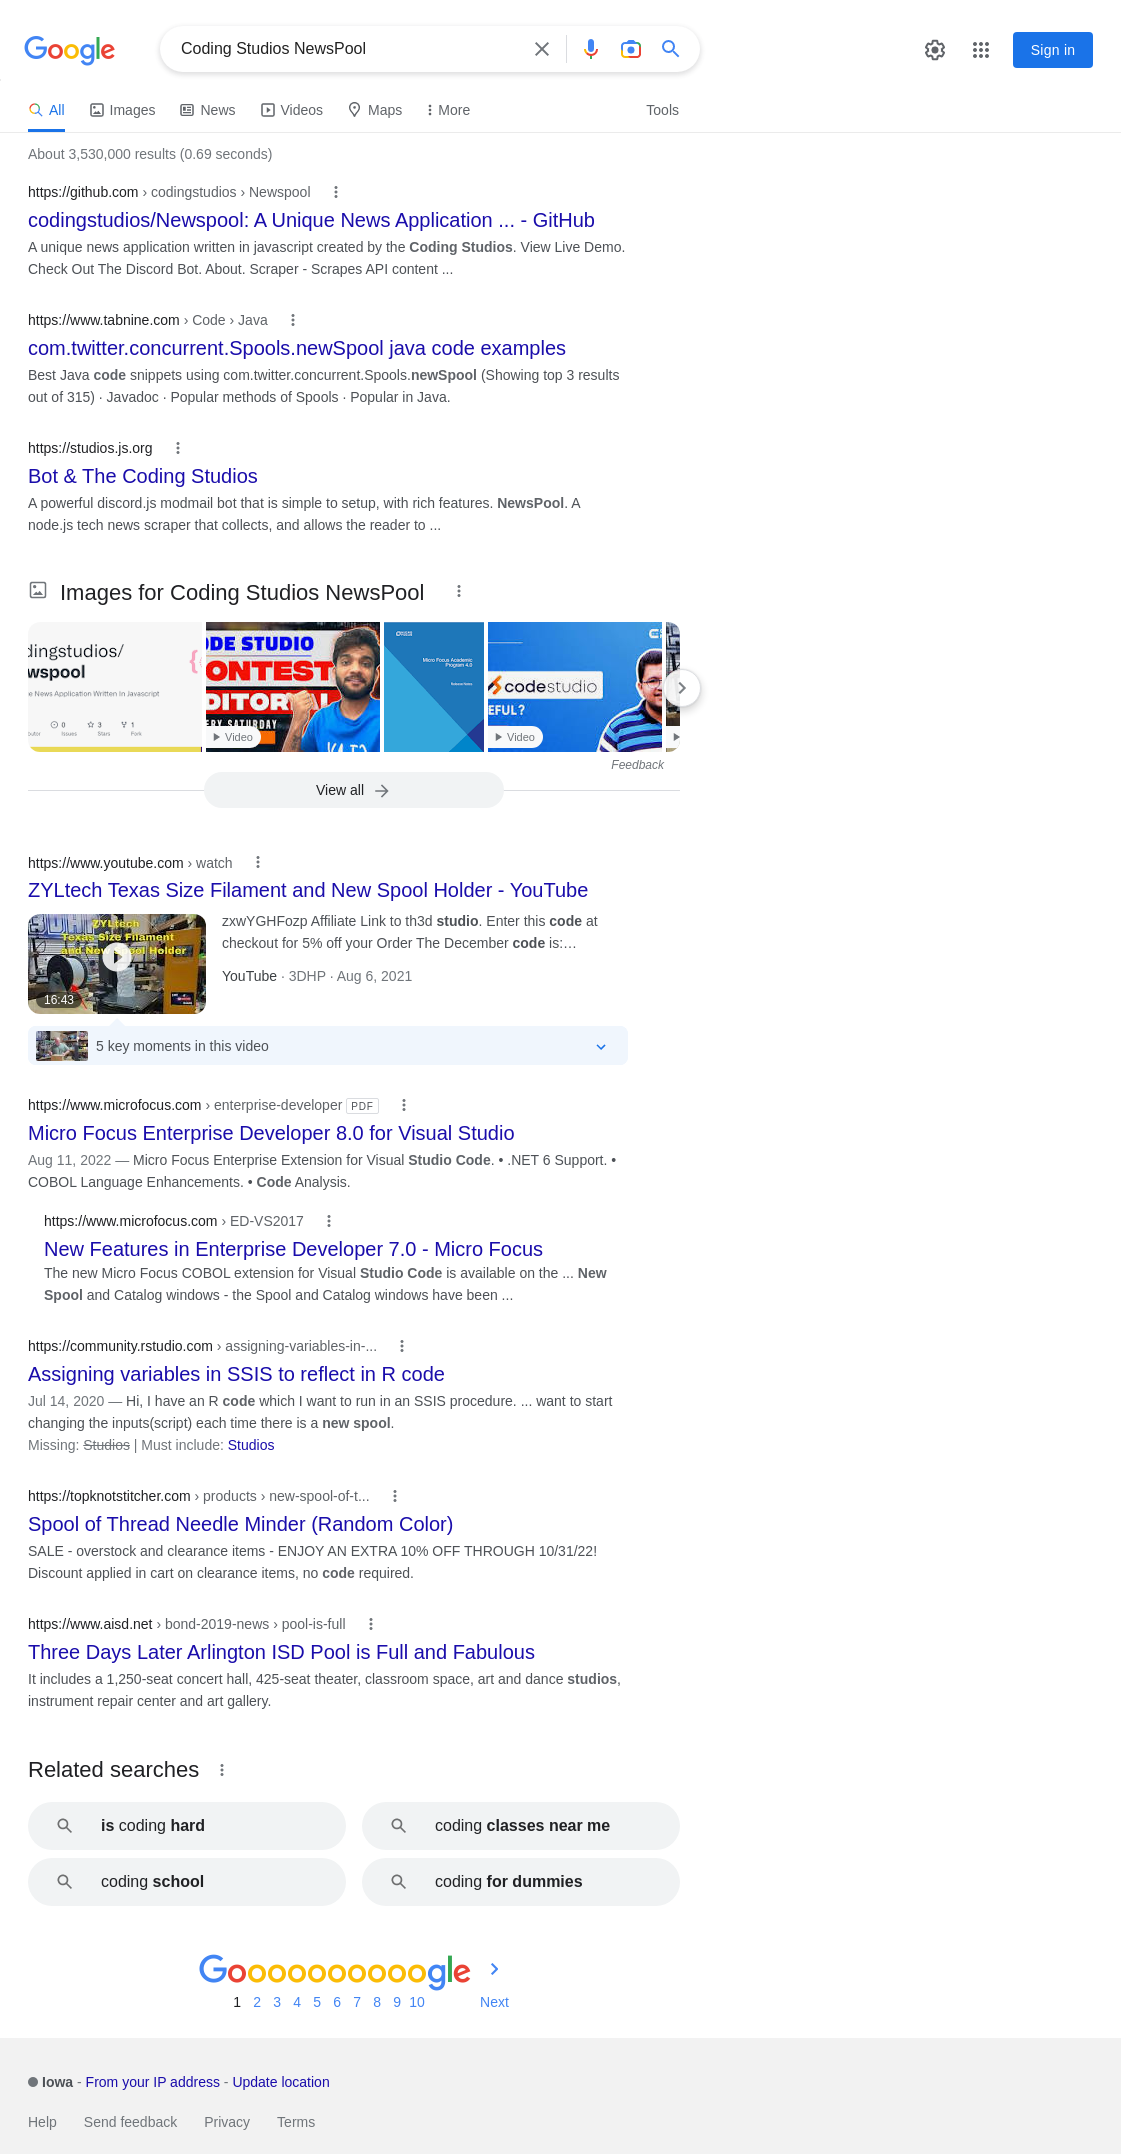 Google
Coding Studios NewsPool
Sign in
All Images News Videos Maps More Tools
About 3,530,000 results (0.69 seconds)
https://github.com › codingstudios › Newspool
codingstudios/Newspool: A Unique News Application ... - GitHub
A unique news application written in javascript created by the Coding Studios. View Live Demo.
Check Out The Discord Bot. About. Scraper - Scrapes API content ...
https://www.tabnine.com › Code › Java
com.twitter.concurrent.Spools.newSpool java code examples
Best Java code snippets using com.twitter.concurrent.Spools.newSpool (Showing top 3 results
out of 315) · Javadoc · Popular methods of Spools · Popular in Java.
https://studios.js.org
Bot & The Coding Studios
A powerful discord.js modmail bot that is simple to setup, with rich features. NewsPool. A
node.js tech news scraper that collects, and allows the reader to ...
Images for Coding Studios NewsPool
dingstudios/
wspool
e News Application Written In Javascript
0 3 1
Issues Stars Fork
ODE STUDIO
ONTEST
DITORIAL
ERY SATURDAY
Video
Micro Focus Academic
Program 4.0
Release Notes
codestudio
EFUL?
Video
Feedback
View all
https://www.youtube.com › watch
ZYLtech Texas Size Filament and New Spool Holder - YouTube
ZYLtech
Texas Size Filament
and New Spool Holder
16:43
zxwYGHFozp Affiliate Link to th3d studio. Enter this code at
checkout for 5% off your Order The December code is:…
YouTube · 3DHP · Aug 6, 2021
5 key moments in this video
https://www.microfocus.com › enterprise-developer PDF
Micro Focus Enterprise Developer 8.0 for Visual Studio
Aug 11, 2022 — Micro Focus Enterprise Extension for Visual Studio Code. • .NET 6 Support. •
COBOL Language Enhancements. • Code Analysis.
https://www.microfocus.com › ED-VS2017
New Features in Enterprise Developer 7.0 - Micro Focus
The new Micro Focus COBOL extension for Visual Studio Code is available on the ... New
Spool and Catalog windows - the Spool and Catalog windows have been ...
https://community.rstudio.com › assigning-variables-in-...
Assigning variables in SSIS to reflect in R code
Jul 14, 2020 — Hi, I have an R code which I want to run in an SSIS procedure. ... want to start
changing the inputs(script) each time there is a new spool.
Missing: Studios | Must include: Studios
https://topknotstitcher.com › products › new-spool-of-t...
Spool of Thread Needle Minder (Random Color)
SALE - overstock and clearance items - ENJOY AN EXTRA 10% OFF THROUGH 10/31/22!
Discount applied in cart on clearance items, no code required.
https://www.aisd.net › bond-2019-news › pool-is-full
Three Days Later Arlington ISD Pool is Full and Fabulous
It includes a 1,250-seat concert hall, 425-seat theater, classroom space, art and dance studios,
instrument repair center and art gallery.
Related searches
is coding hard
coding classes near me
coding school
coding for dummies
Goooooooooogle
1 2 3 4 5 6 7 8 9 10 Next
Iowa - From your IP address - Update location
Help Send feedback Privacy Terms